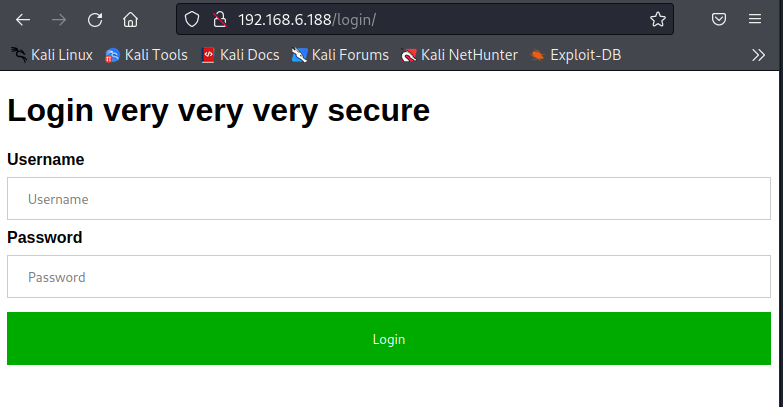 192.168.6.188/login/
Kali Linux Kali Tools Kali Docs Kali Forums Kali NetHunter Exploit-DB
Login very very very secure
Username
Username
Password
Password
Login